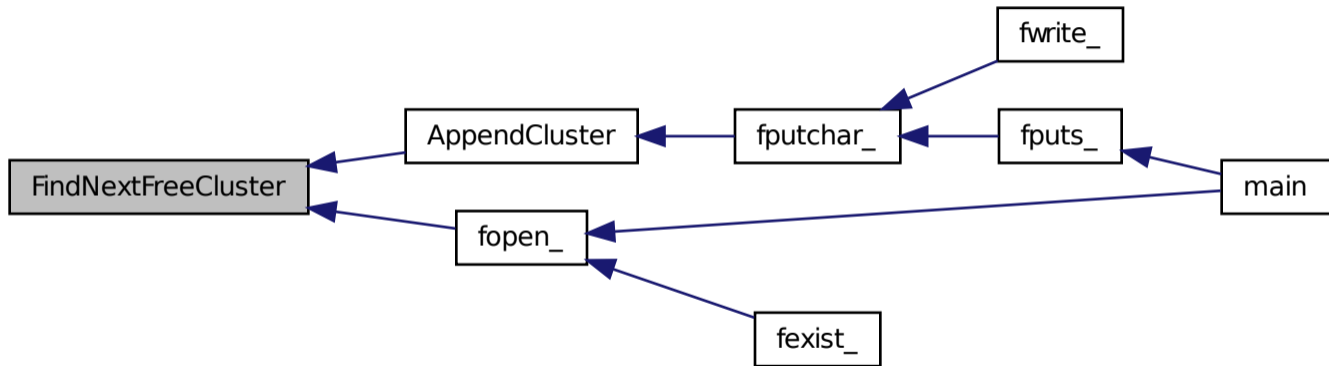 fwrite_
AppendCluster
fputchar_
fputs_
FindNextFreeCluster
main
fopen_
fexist_